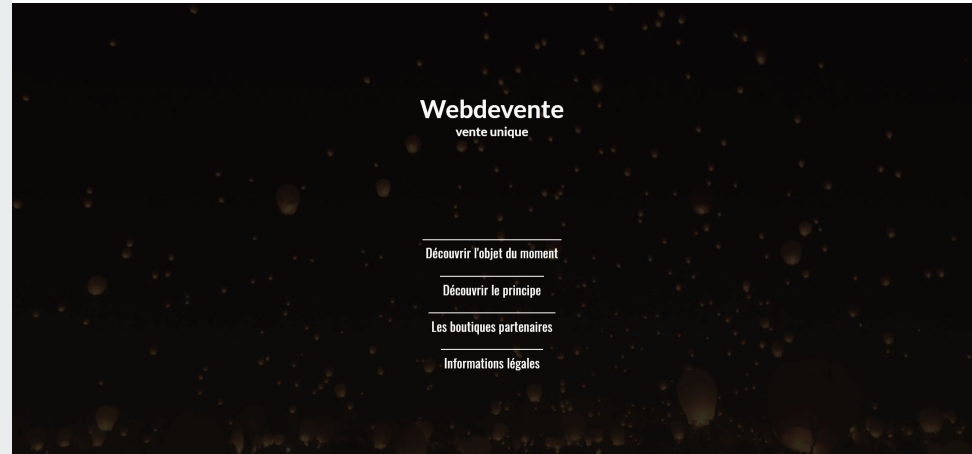 Webdevente
vente unique
Découvrir l'objet du moment
Découvrir le principe
Les boutiques partenaires
Informations légales